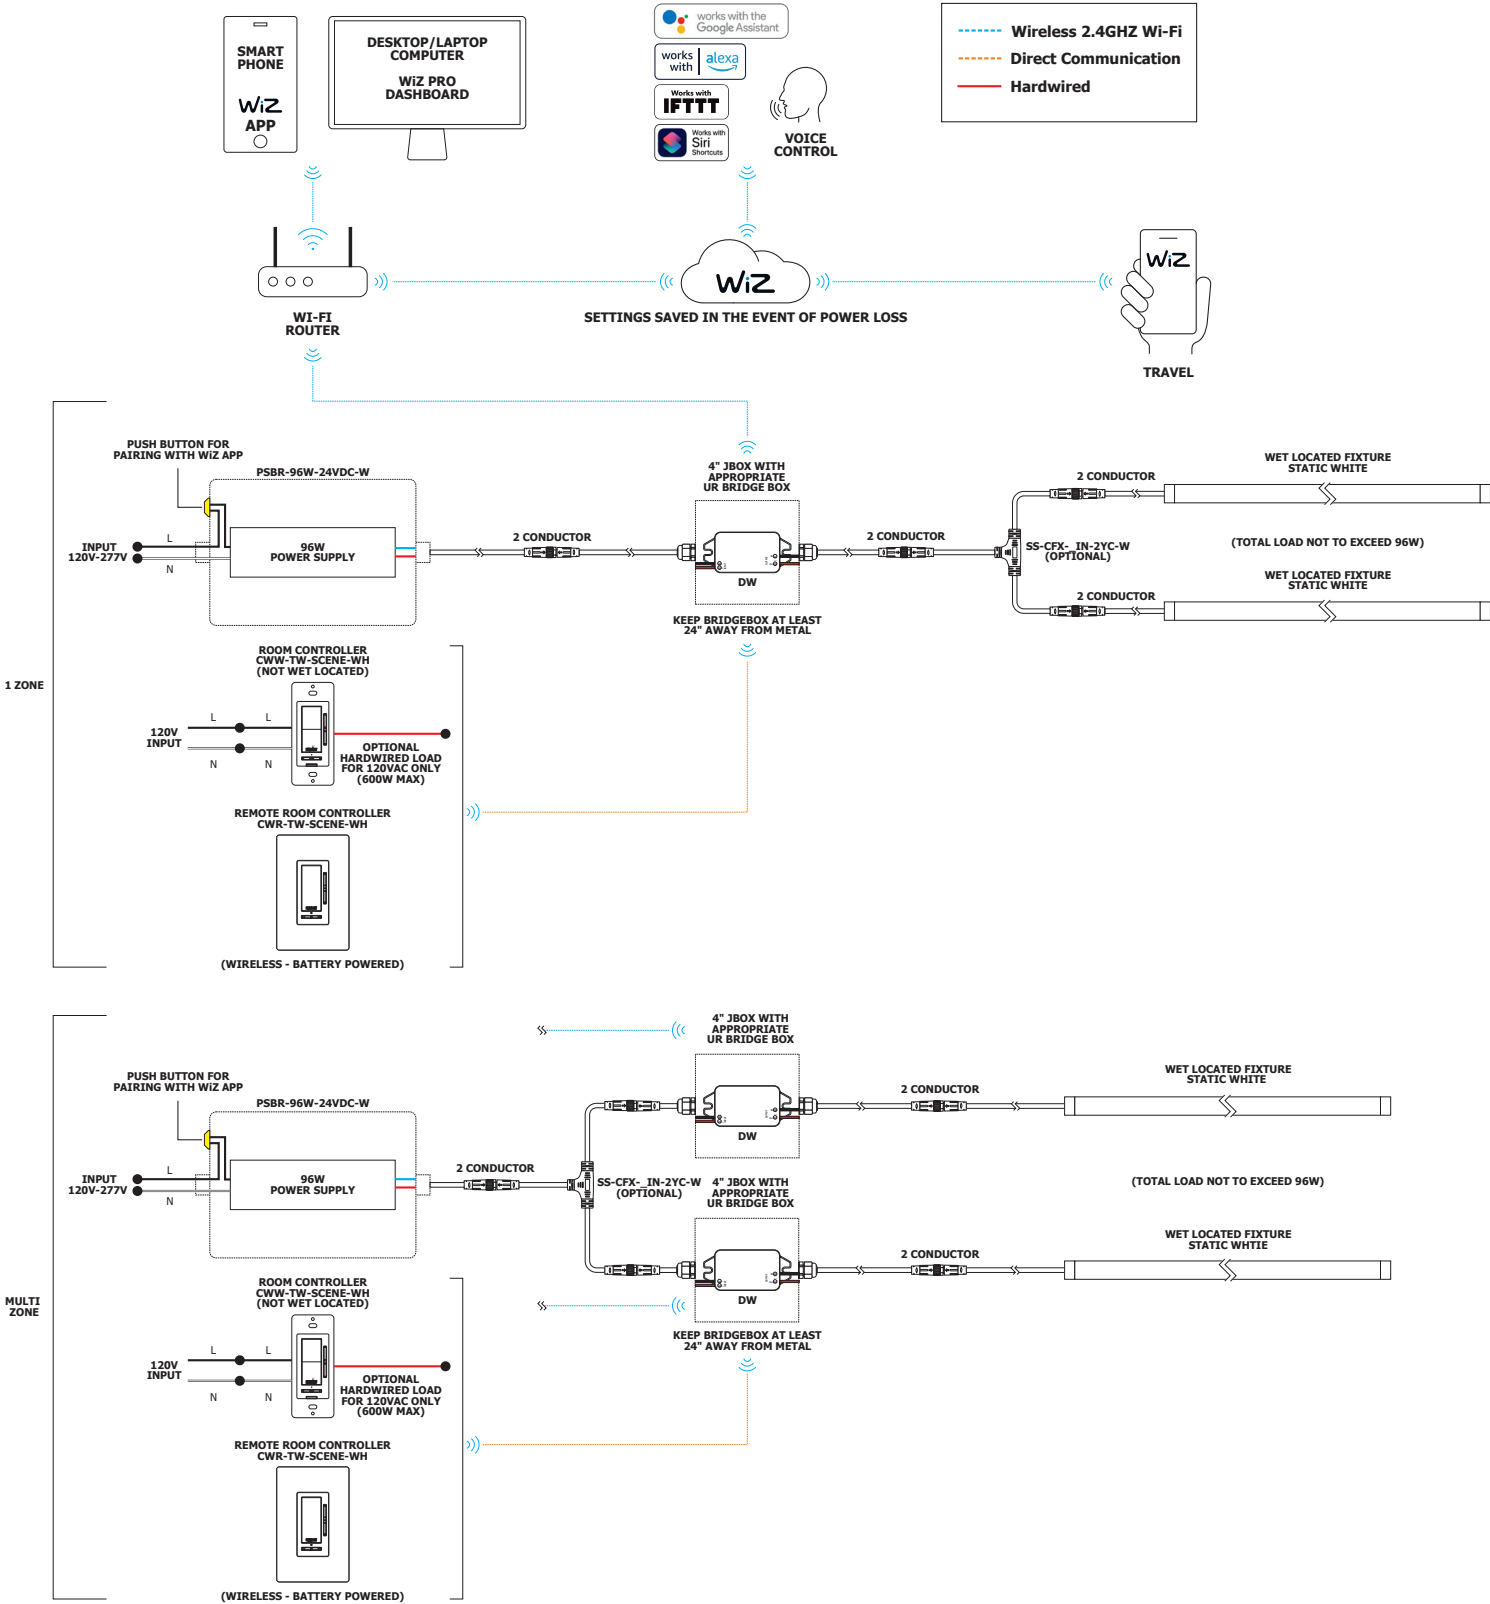 SMART
PHONE
WiZ
APP
DESKTOP/LAPTOP
COMPUTER
WiZ PRO
DASHBOARD
works with the
Google Assistant
works
with
alexa
Works with
IFTTT
Works with
Siri
Shortcuts
VOICE
CONTROL
Wireless 2.4GHZ Wi-Fi
Direct Communication
Hardwired
WI-FI
ROUTER
WiZ
SETTINGS SAVED IN THE EVENT OF POWER LOSS
WiZ
TRAVEL
1 ZONE
PUSH BUTTON FOR
PAIRING WITH WiZ APP
PSBR-96W-24VDC-W
INPUT
120V-277V
L
N
96W
POWER SUPPLY
2 CONDUCTOR
4" JBOX WITH
APPROPRIATE
UR BRIDGE BOX
DW
KEEP BRIDGEBOX AT LEAST
24" AWAY FROM METAL
2 CONDUCTOR
SS-CFX-_IN-2YC-W
(OPTIONAL)
2 CONDUCTOR
WET LOCATED FIXTURE
STATIC WHITE
(TOTAL LOAD NOT TO EXCEED 96W)
2 CONDUCTOR
WET LOCATED FIXTURE
STATIC WHITE
ROOM CONTROLLER
CWW-TW-SCENE-WH
(NOT WET LOCATED)
120V
INPUT
L
L
N
N
OPTIONAL
HARDWIRED LOAD
FOR 120VAC ONLY
(600W MAX)
REMOTE ROOM CONTROLLER
CWR-TW-SCENE-WH
(WIRELESS - BATTERY POWERED)
MULTI
ZONE
PUSH BUTTON FOR
PAIRING WITH WiZ APP
PSBR-96W-24VDC-W
INPUT
120V-277V
L
N
96W
POWER SUPPLY
2 CONDUCTOR
SS-CFX-_IN-2YC-W
(OPTIONAL)
4" JBOX WITH
APPROPRIATE
UR BRIDGE BOX
DW
2 CONDUCTOR
WET LOCATED FIXTURE
STATIC WHITE
(TOTAL LOAD NOT TO EXCEED 96W)
4" JBOX WITH
APPROPRIATE
UR BRIDGE BOX
DW
KEEP BRIDGEBOX AT LEAST
24" AWAY FROM METAL
2 CONDUCTOR
WET LOCATED FIXTURE
STATIC WHTIE
ROOM CONTROLLER
CWW-TW-SCENE-WH
(NOT WET LOCATED)
120V
INPUT
L
L
N
N
OPTIONAL
HARDWIRED LOAD
FOR 120VAC ONLY
(600W MAX)
REMOTE ROOM CONTROLLER
CWR-TW-SCENE-WH
(WIRELESS - BATTERY POWERED)